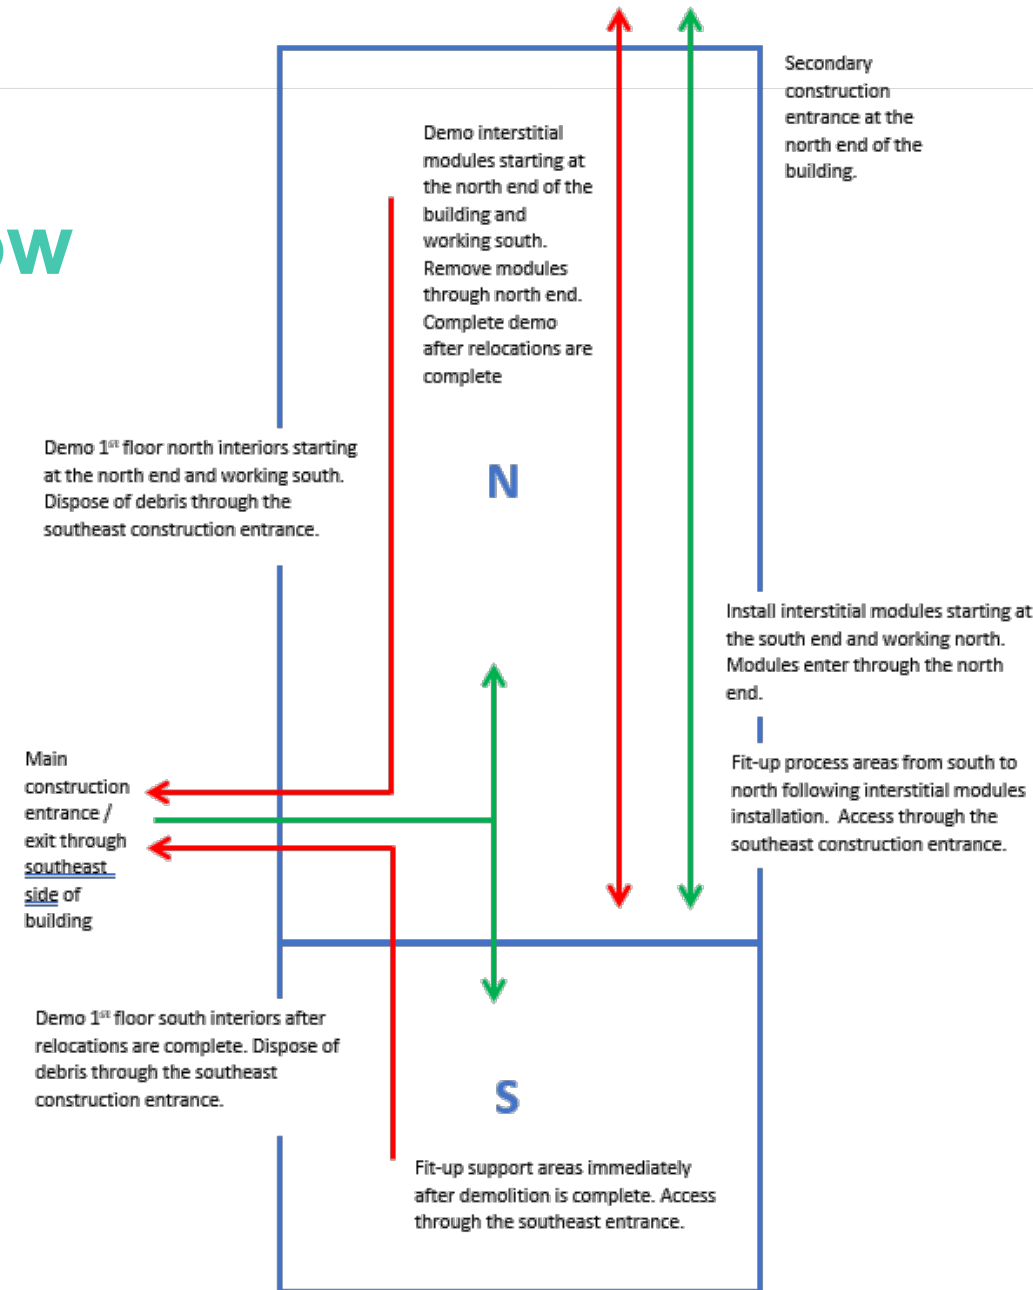 Secondary
construction
entrance at the
north end of the
building.
Demo interstitial
modules starting at
the north end of the
building and
working south.
Remove modules
through north end.
Complete demo
after relocations are
complete
ow
Demo 1st floor north interiors starting
at the north end and working south.
Dispose of debris through the
southeast construction entrance.
N
Install interstitial modules starting at
the south end and working north.
Modules enter through the north
end.
Main
construction
entrance /
exit through
southeast
side of
building
Fit-up process areas from south to
north following interstitial modules
installation.  Access through the
southeast construction entrance.
Demo 1st floor south interiors after
relocations are complete. Dispose of
debris through the southeast
construction entrance.
S
Fit-up support areas immediately
after demolition is complete. Access
through the southeast entrance.